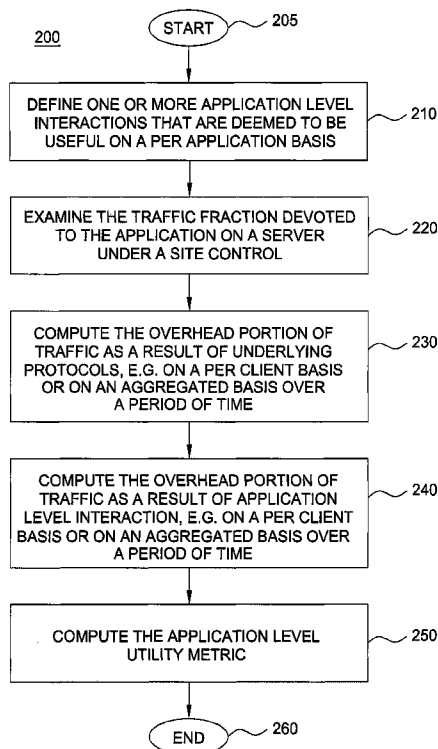 200
START
205
DEFINE ONE OR MORE APPLICATION LEVEL
INTERACTIONS THAT ARE DEEMED TO BE
USEFUL ON A PER APPLICATION BASIS
210
EXAMINE THE TRAFFIC FRACTION DEVOTED
TO THE APPLICATION ON A SERVER
UNDER A SITE CONTROL
220
COMPUTE THE OVERHEAD PORTION OF
TRAFFIC AS A RESULT OF UNDERLYING
PROTOCOLS, E.G. ON A PER CLIENT BASIS
OR ON AN AGGREGATED BASIS OVER
A PERIOD OF TIME
230
COMPUTE THE OVERHEAD PORTION OF
TRAFFIC AS A RESULT OF APPLICATION
LEVEL INTERACTION, E.G. ON A PER CLIENT
BASIS OR ON AN AGGREGATED BASIS OVER
A PERIOD OF TIME
240
COMPUTE THE APPLICATION LEVEL
UTILITY METRIC
250
END
260